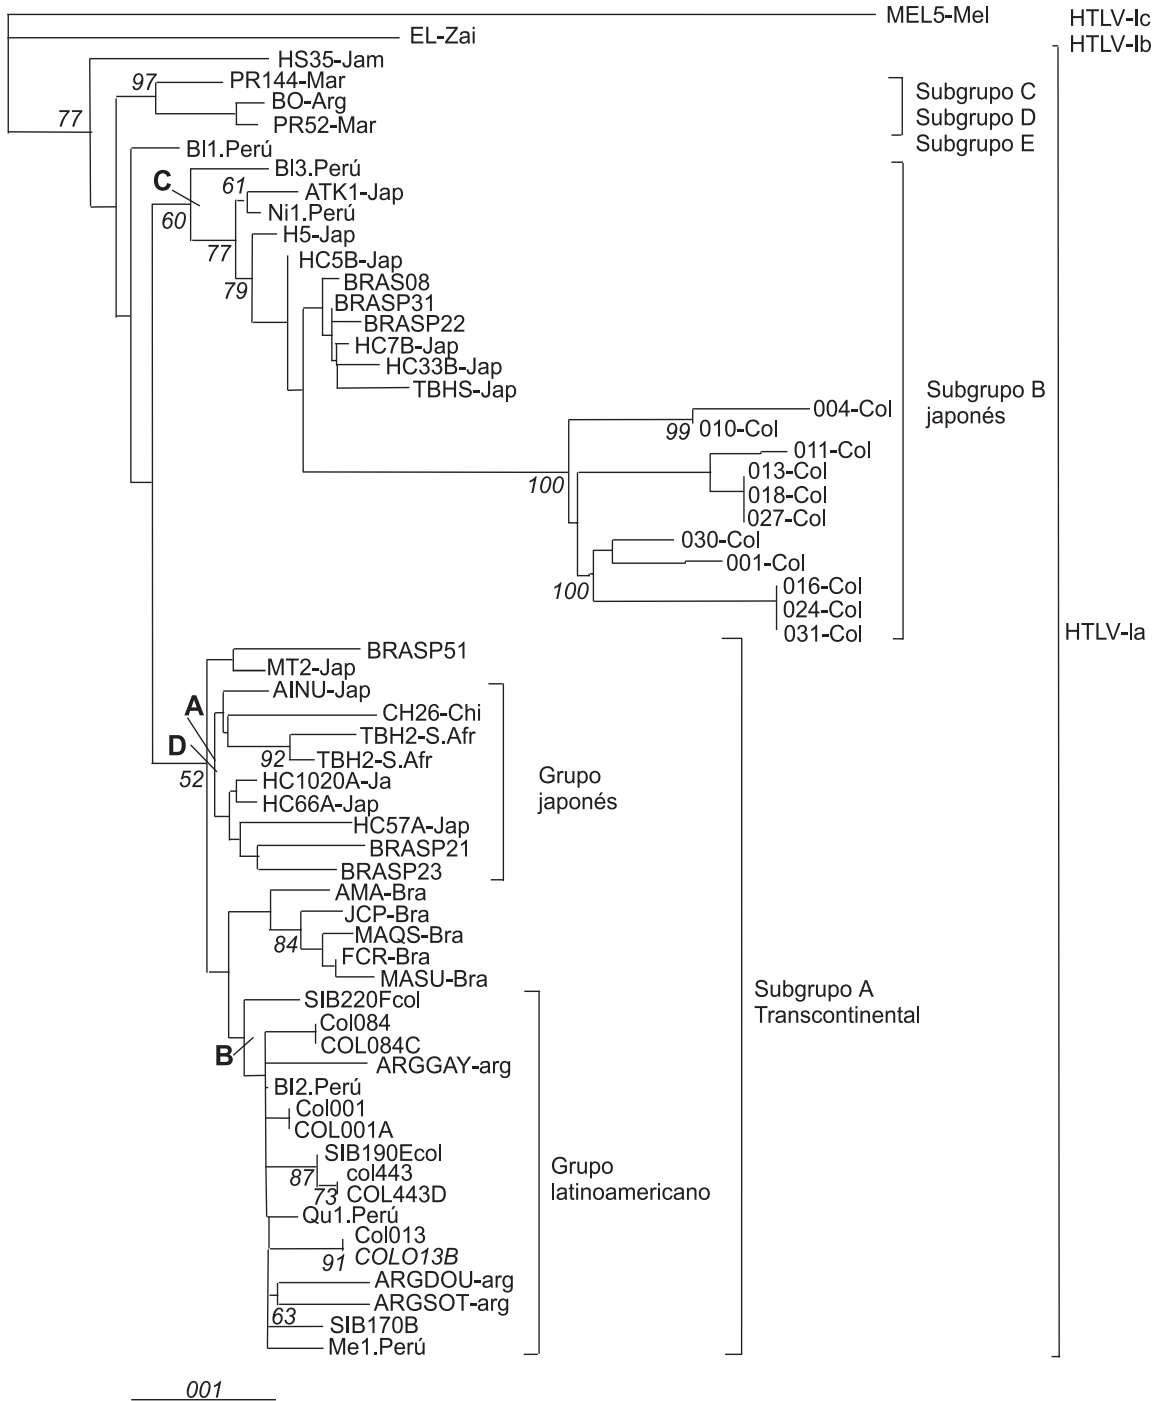 MEL5-Mel
HTLV-Ic
EL-Zai
HTLV-Ib
HS35-Jam
97
PR144-Mar
Subgrupo C
BO-Arg
77
PR52-Mar
Subgrupo D
BI1.Perú
Subgrupo E
BI3.Perú
C
61
ATK1-Jap
60
Ni1.Perú
H5-Jap
77
HC5B-Jap
79
BRAS08
BRASP31
BRASP22
HC7B-Jap
HC33B-Jap
TBHS-Jap
Subgrupo B
japonés
004-Col
99
010-Col
011-Col
013-Col
100
018-Col
027-Col
030-Col
001-Col
100
016-Col
024-Col
031-Col
HTLV-Ia
BRASP51
MT2-Jap
AINU-Jap
A
CH26-Chi
D
TBH2-S.Afr
92
TBH2-S.Afr
52
HC1020A-Ja
Grupo
japonés
HC66A-Jap
HC57A-Jap
BRASP21
BRASP23
AMA-Bra
JCP-Bra
84
MAQS-Bra
FCR-Bra
MASU-Bra
Subgrupo A
Transcontinental
SIB220Fcol
Col084
B
COL084C
ARGGAY-arg
BI2.Perú
Col001
COL001A
SIB190Ecol
87
col443
73
COL443D
Grupo
latinoamericano
Qu1.Perú
Col013
91
COLO13B
ARGDOU-arg
ARGSOT-arg
63
SIB170B
Me1.Perú
001